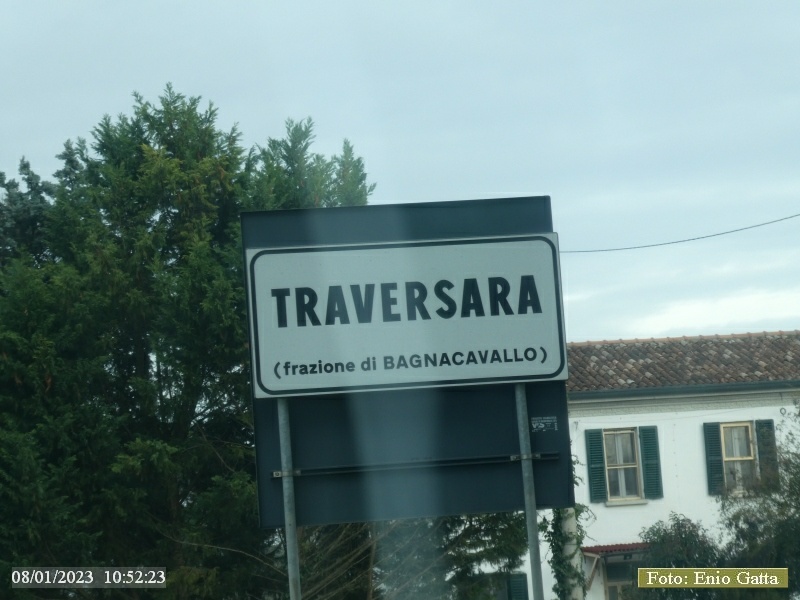 TRAVERSARA
(frazione di BAGNACAVALLO)
08/01/2023 10:52:23
Foto: Enio Gatta